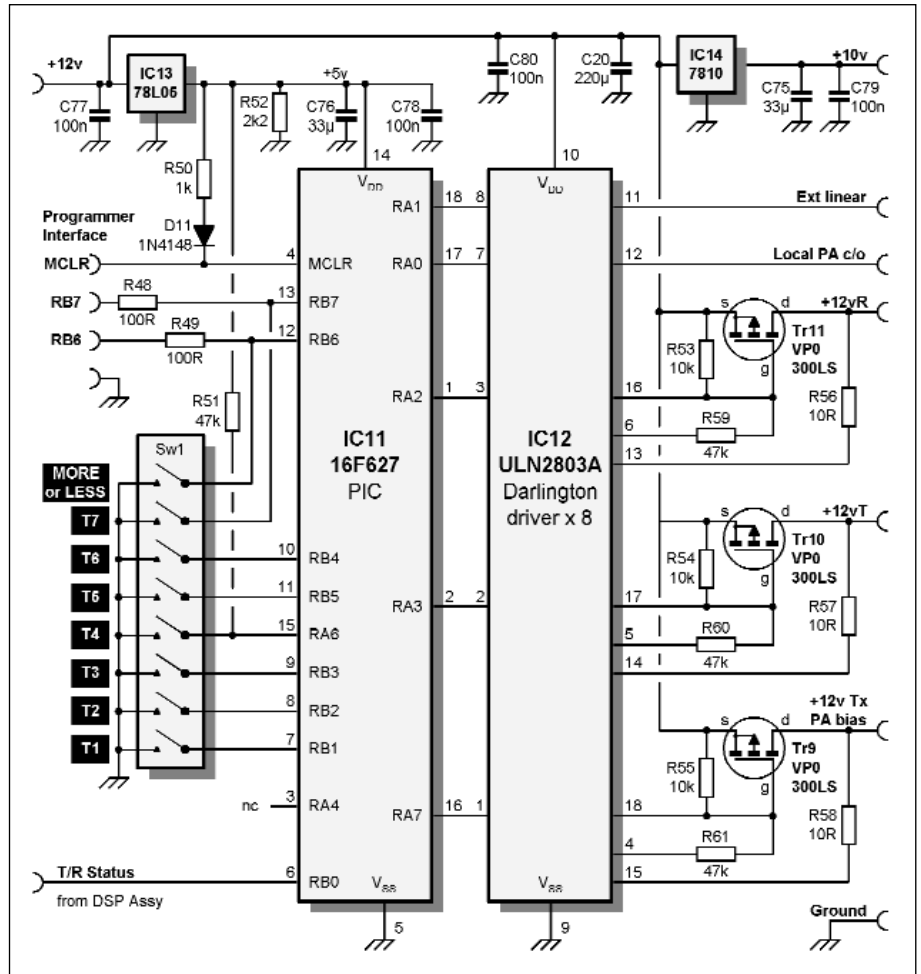 +12v
IC13
78L05
+5v
C77
100n
R52
2k2
C76
33µ
C78
100n
C80
100n
C20
220µ
IC14
7810
+10v
C75
33µ
C79
100n
R50
1k
D11
1N4148
Programmer
Interface
MCLR
RB7
R48
100R
RB6
R49
100R
R51
47k
Sw1
MORE
or LESS
T7
T6
T5
T4
T3
T2
T1
nc
T/R Status
from DSP Assy
14
VDD
4
MCLR
13
RB7
12
RB6
10
RB4
11
RB5
15
RA6
9
RB3
8
RB2
7
RB1
3
RA4
6
RB0
IC11
16F627
PIC
RA1
18
RA0
17
RA2
1
RA3
2
RA7
16
VSS
5
10
VDD
8
7
3
2
1
IC12
ULN2803A
Darlington
driver x 8
VSS
9
11
Ext linear
12
Local PA c/o
16
6
13
17
5
14
18
4
15
s
d
g
+12vR
Tr11
VP0
300LS
R53
10k
R56
10R
R59
47k
s
d
g
+12vT
Tr10
VP0
300LS
R54
10k
R57
10R
R60
47k
s
d
g
+12v Tx
PA bias
Tr9
VP0
300LS
R55
10k
R58
10R
R61
47k
Ground